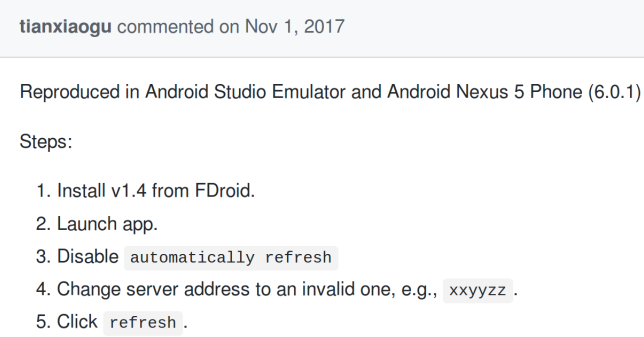 tianxiaogu commented on Nov 1, 2017
Reproduced in Android Studio Emulator and Android Nexus 5 Phone (6.0.1)
Steps:
1. Install v1.4 from FDroid.
2. Launch app.
3. Disable automatically refresh
4. Change server address to an invalid one, e.g., xxyyzz .
5. Click refresh .